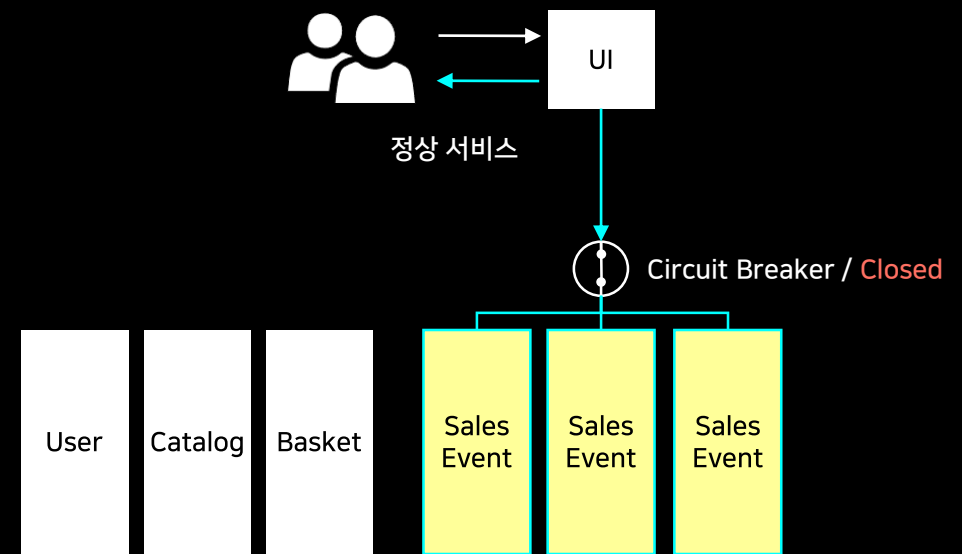 UI
정상 서비스
Circuit Breaker / Closed
User
Catalog
Basket
Sales
Event
Sales
Event
Sales
Event